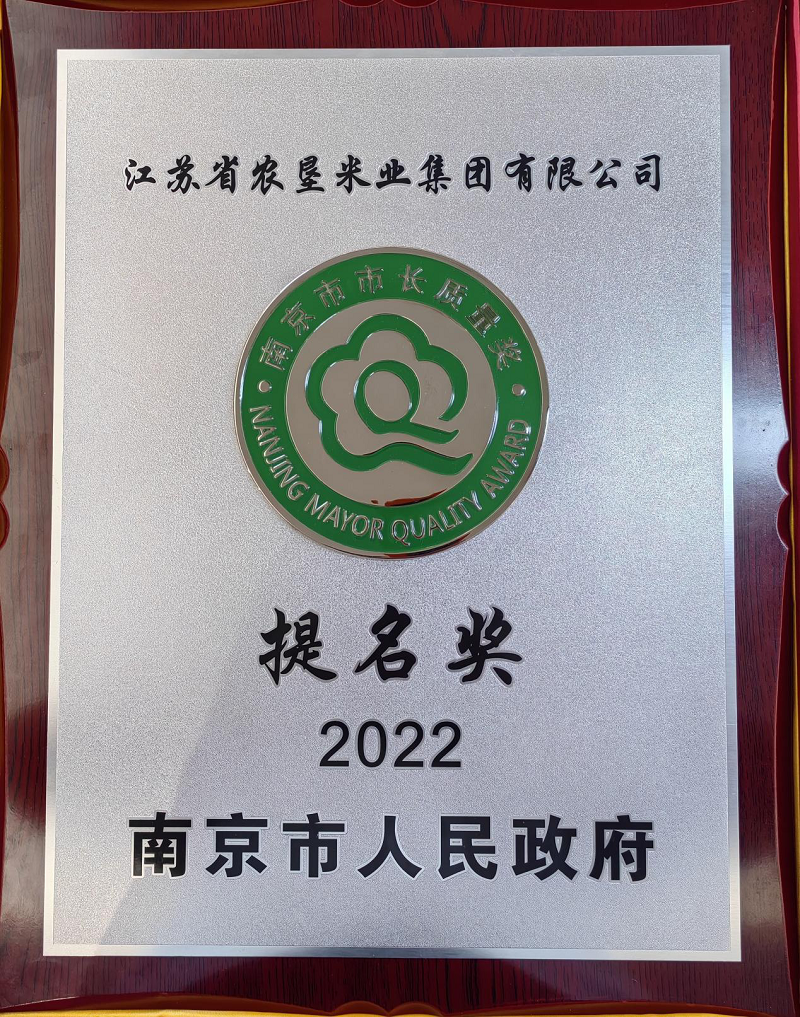 江苏省农垦米业集团有限公司
南京市市长质量奖
NANJING MAYOR QUALITY AWARD
提名奖
2022
南京市人民政府